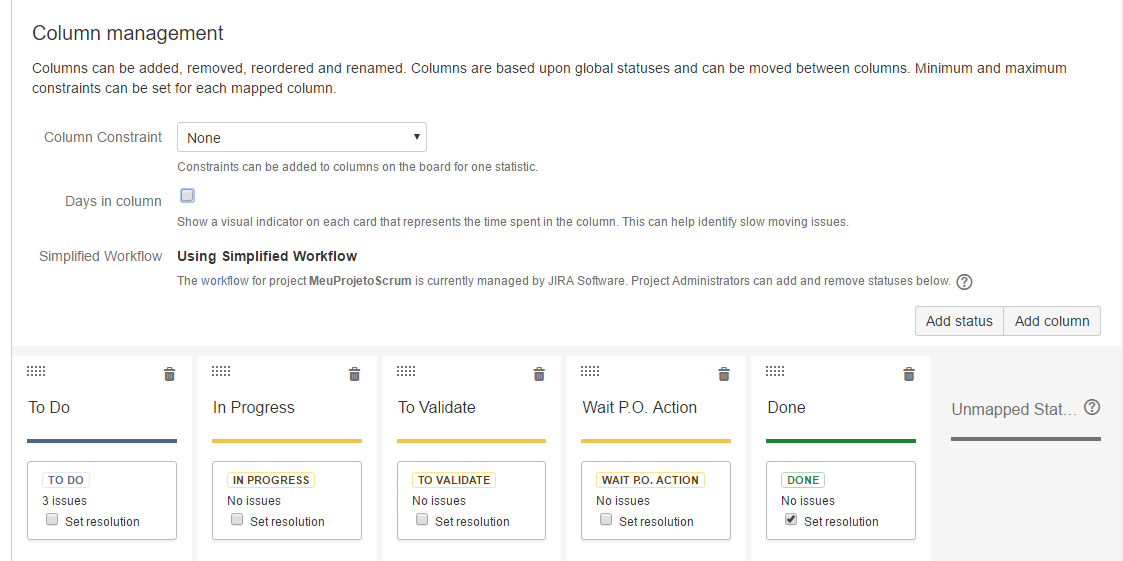 Column management
Columns can be added, removed, reordered and renamed. Columns are based upon global statuses and can be moved between columns. Minimum and maximum
constraints can be set for each mapped column.
Column Constraint None
Constraints can be added to columns on the board for one statistic.
Days in column
Show a visual indicator on each card that represents the time spent in the column. This can help identify slow moving issues.
Simplified Workflow Using Simplified Workflow
The workflow for project MeuProjetoScrum is currently managed by JIRA Software. Project Administrators can add and remove statuses below. ?
Add status Add column
To Do In Progress To Validate Wait P.O. Action Done Unmapped Stat... ?
TO DO IN PROGRESS TO VALIDATE WAIT P.O. ACTION DONE
3 issues No issues No issues No issues No issues
Set resolution Set resolution Set resolution Set resolution Set resolution